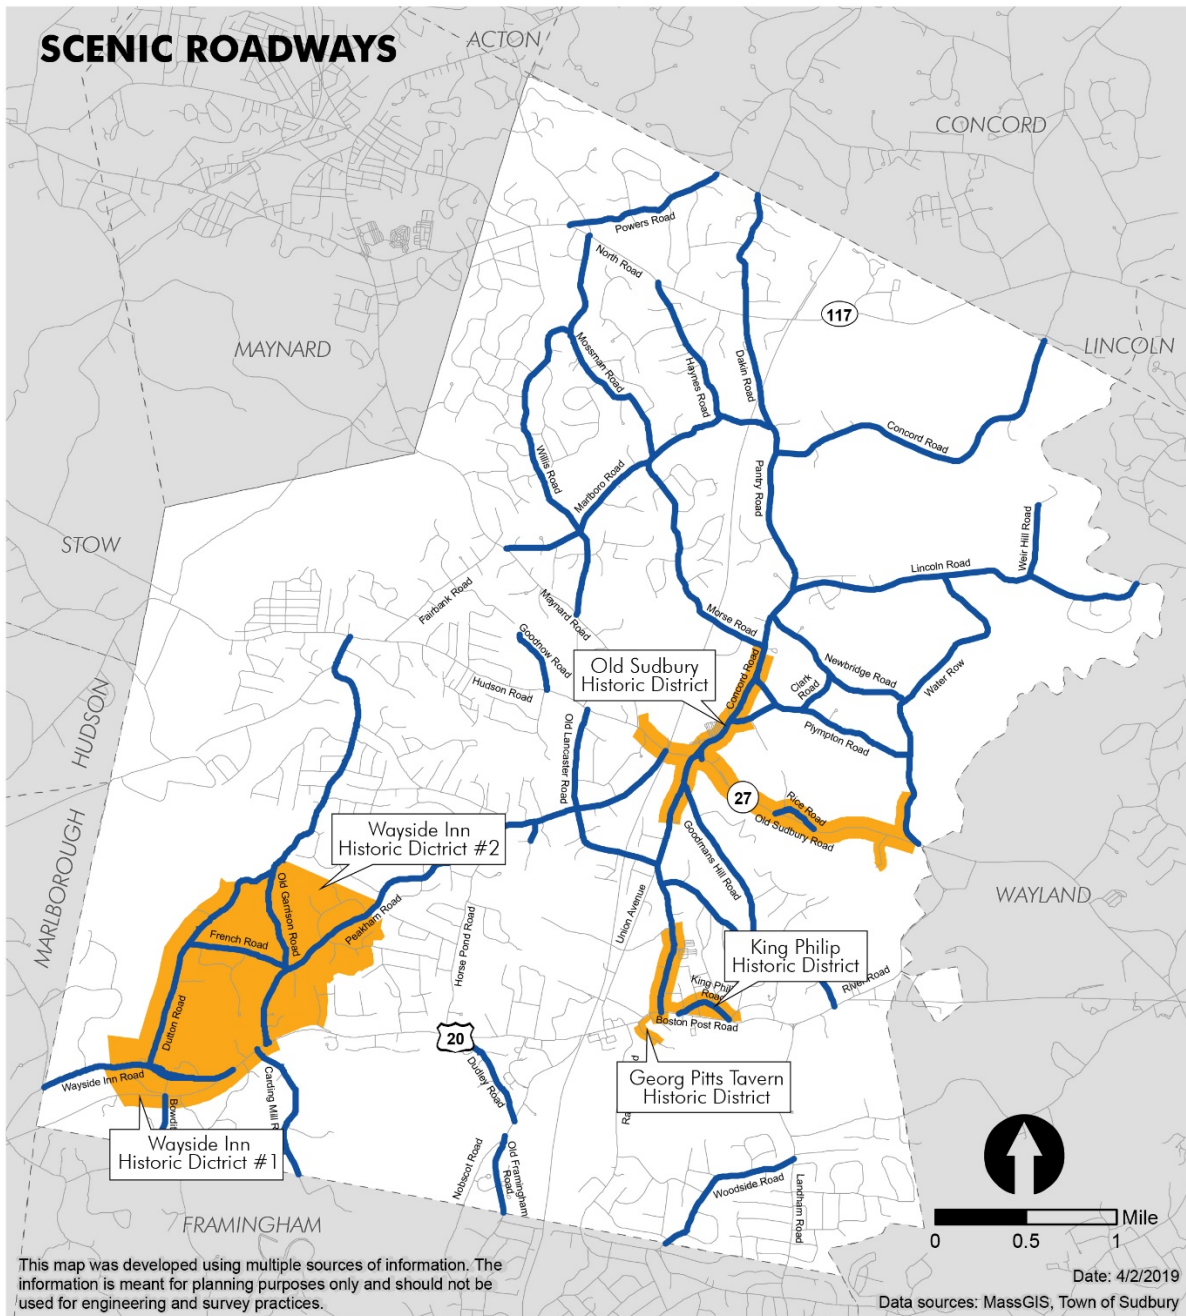 SCENIC ROADWAYS
ACTON
CONCORD
Powers Road
North Road
117
MAYNARD
LINCOLN
Mossman Road
Haynes Road
Dakin Road
Concord Road
Willis Road
Marlboro Road
Pantry Road
STOW
Weir Hill Road
Lincoln Road
Fairbank Road
Maynard Road
Goodnow Road
Morse Road
Old Sudbury
Historic District
Concord Road
Newbridge Road
Clark
Road
Water Row
Hudson Road
HUDSON
Plympton Road
Old Lancaster Road
27
Rice Road
Old Sudbury Road
MARLBOROUGH
Wayside Inn
Historic Dictrict #2
Goodmans Hill Road
WAYLAND
Old Garrison Road
Peakham Road
French Road
Union Avenue
Horse Pond Road
King Philip
Historic District
King Phil
Road
River Road
Dutton Road
Boston Post Road
20
Wayside Inn Road
Carding Mill R
Dudley Road
Georg Pitts Tavern
Historic District
Ra
d
Bowdit
Wayside Inn
Historic Dictrict #1
Nobscot Road
Old Framingham
Road
Woodside Road
Landham Road
FRAMINGHAM
Mile
0 0.5 1
This map was developed using multiple sources of information. The
information is meant for planning purposes only and should not be
used for engineering and survey practices.
Date: 4/2/2019
Data sources: MassGIS, Town of Sudbury